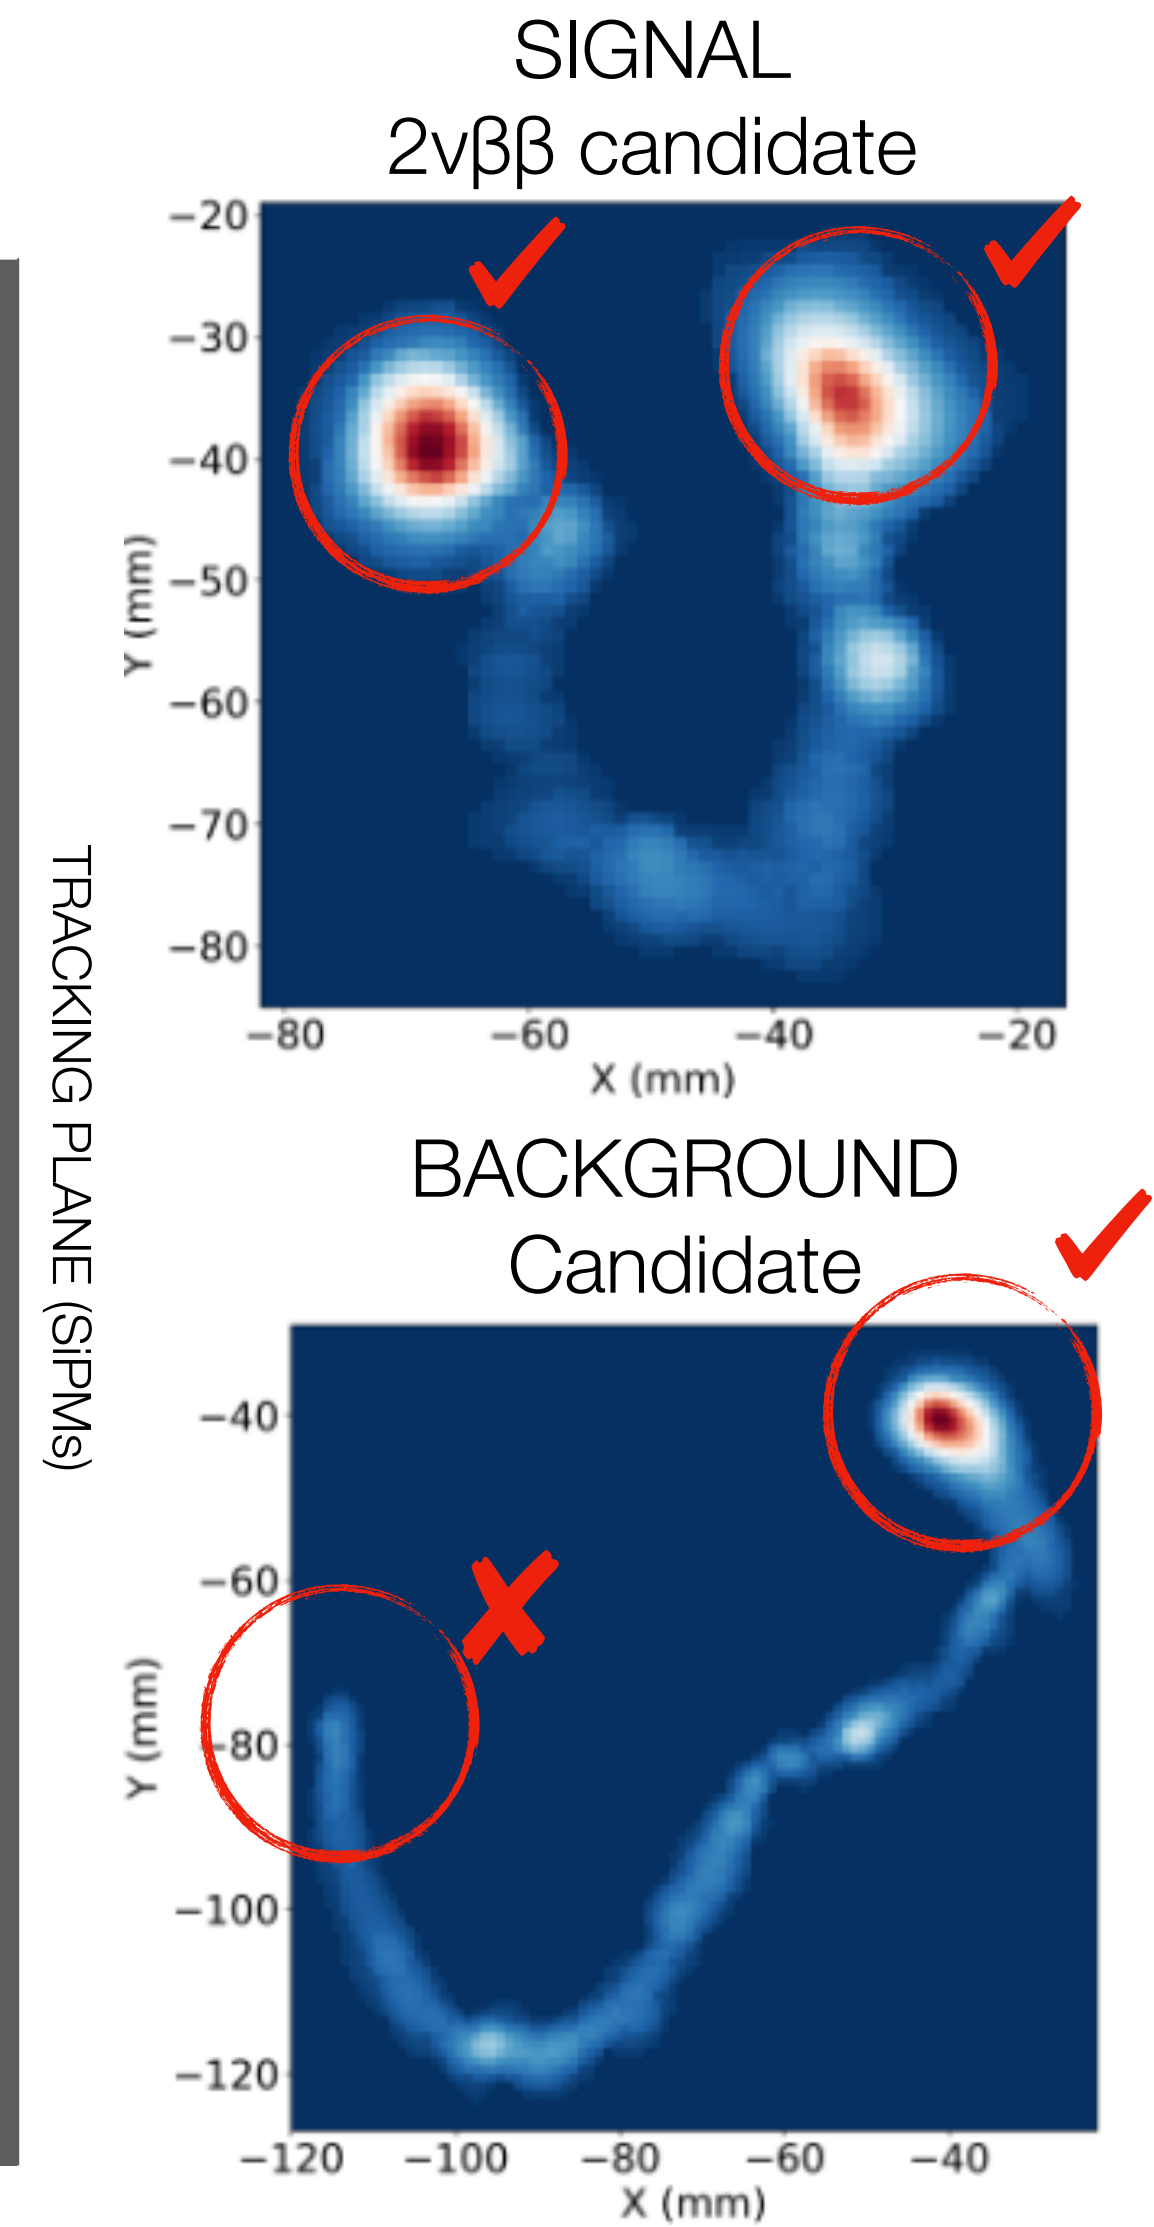 SIGNAL
2νββ candidate
−20
−30
−40
−50
−60
−70
−80
Y (mm)
−80 −60 −40 −20
X (mm)
TRACKING PLANE (SiPMs)
BACKGROUND
Candidate
−40
−60
−80
−100
−120
Y (mm)
−120 −100 −80 −60 −40
X (mm)